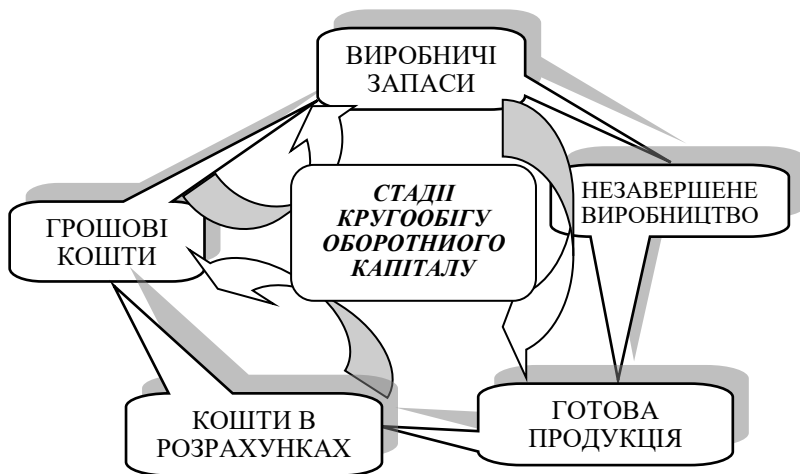 ВИРОБНИЧІ
ЗАПАСИ
НЕЗАВЕРШЕНЕ
ВИРОБНИЦТВО
СТАДІЇ
КРУГООБІГУ
ОБОРОТНИОГО
КАПІТАЛУ
ГРОШОВІ
КОШТИ
КОШТИ В
РОЗРАХУНКАХ
ГОТОВА
ПРОДУКЦІЯ